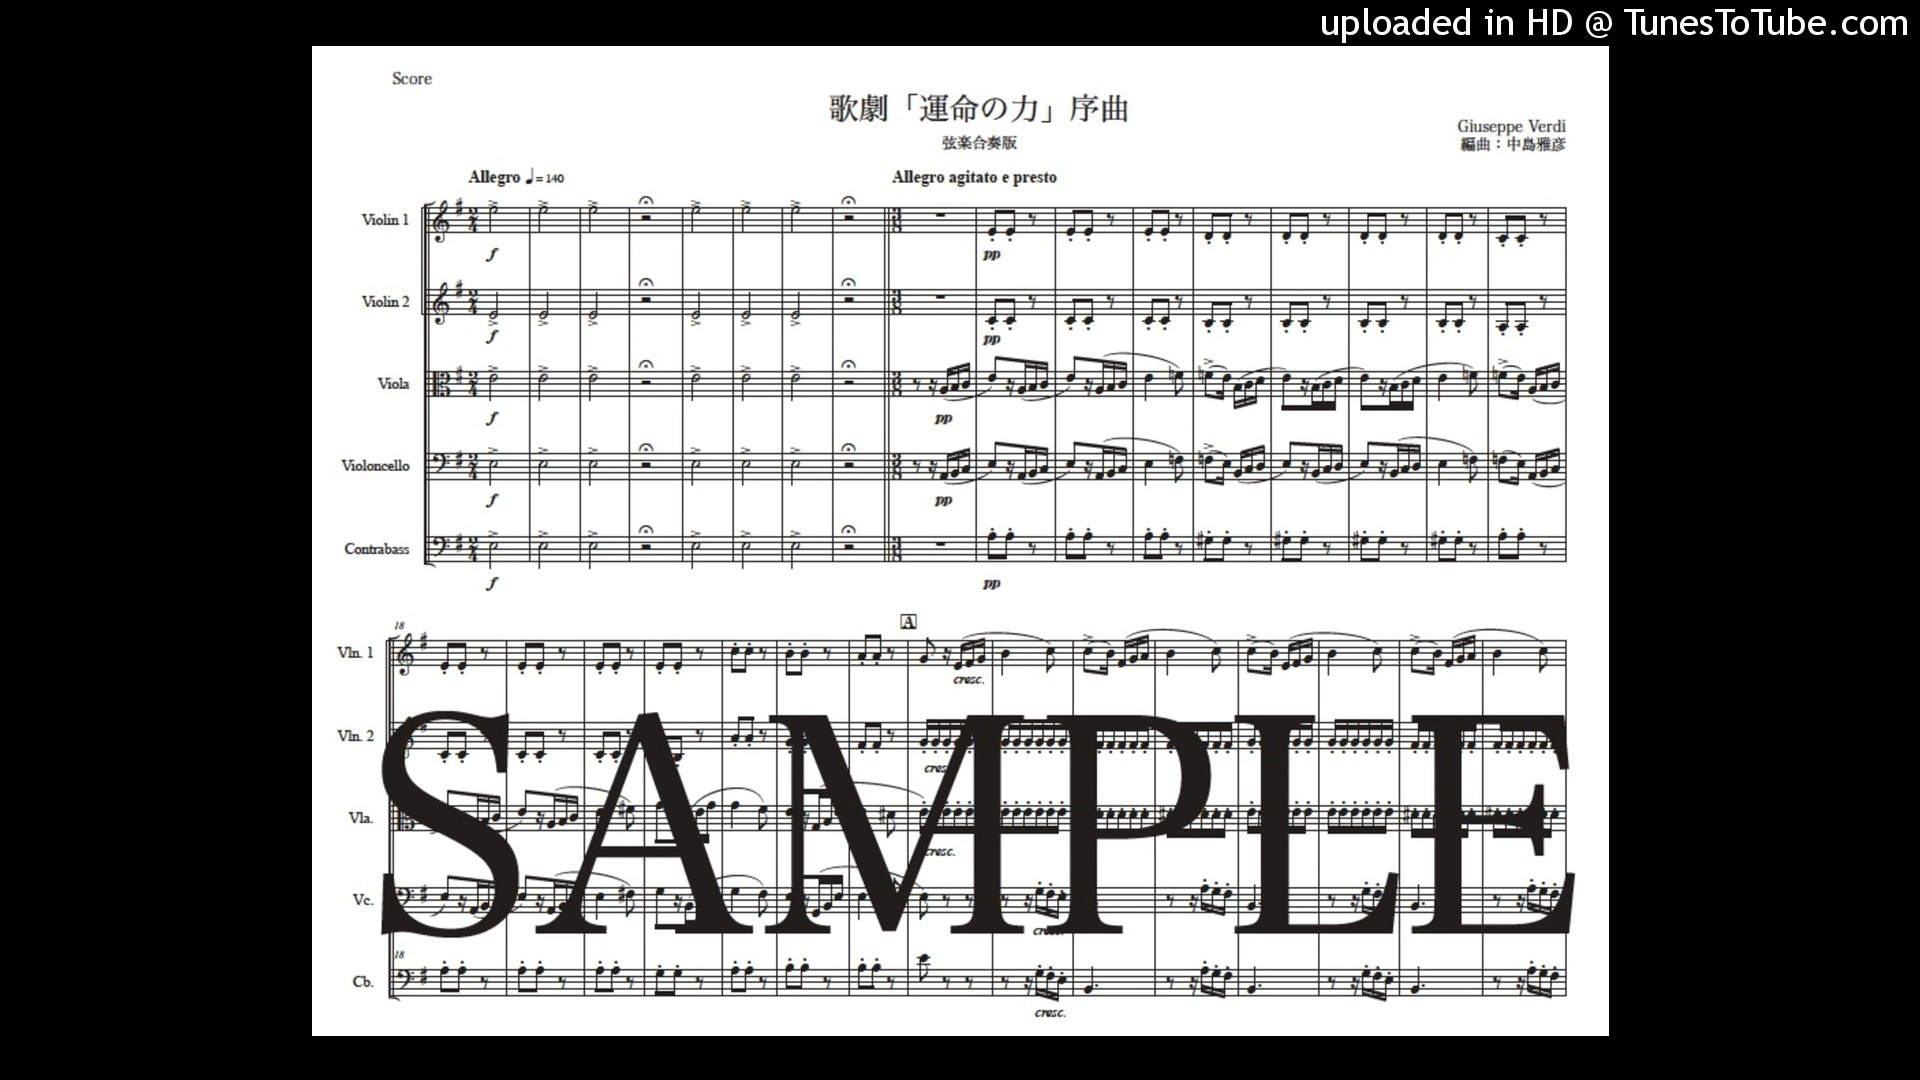 uploaded in HD @ TunesToTube.com
Score
歌劇「運命の力」序曲
弦楽合奏版
Giuseppe Verdi
編曲：中島雅彦
Allegro ♩= 140
Allegro agitato e presto
Violin 1
f
pp
Violin 2
f
pp
Viola
f
pp
Violoncello
f
pp
Contrabass
f
pp
18
A
Vln. 1
cresc.
Vln. 2
cresc.
SAMPLE
Vla.
cresc.
Vc.
cresc.
18
Cb.
cresc.